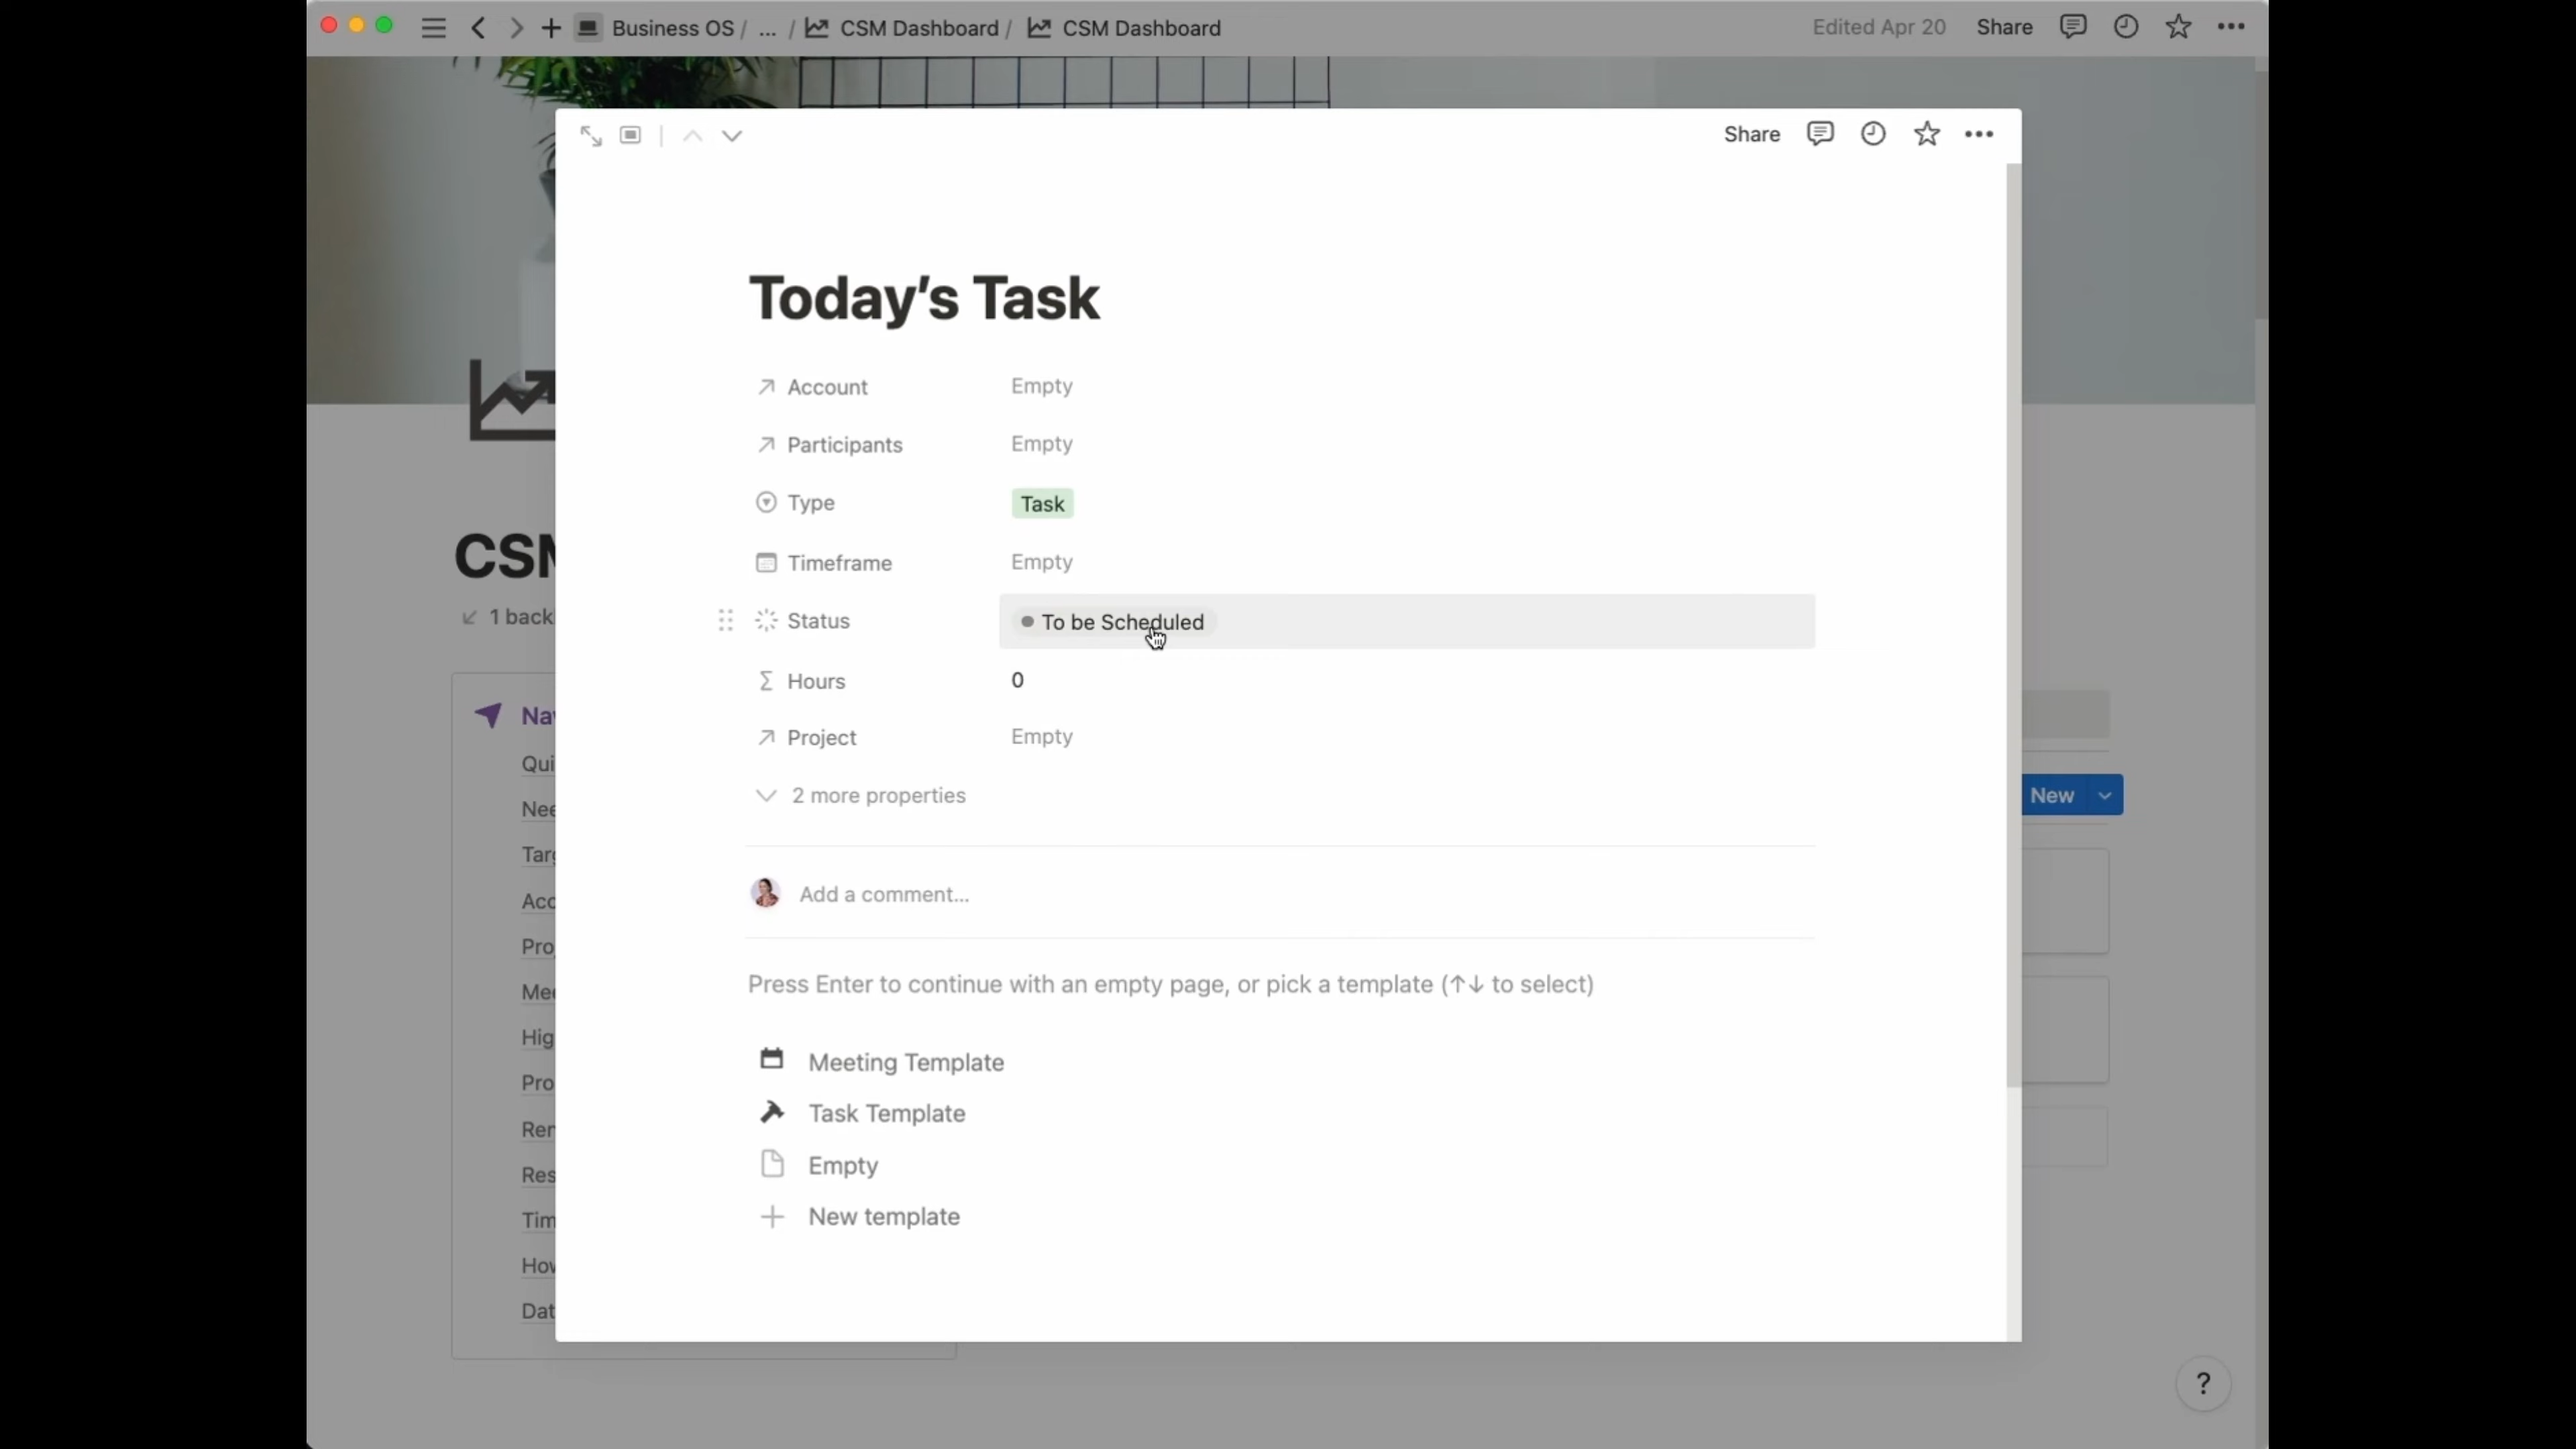 Business OS / ... / CSM Dashboard / CSM Dashboard
Edited Apr 20 Share
Share
Today's Task
Account Empty
Participants Empty
Type Task
Timeframe Empty
Status To be Scheduled
Hours 0
Project Empty
2 more properties
Add a comment...
Press Enter to continue with an empty page, or pick a template (↑↓ to select)
Meeting Template
Task Template
Empty
New template
CSM
1 back
New
?